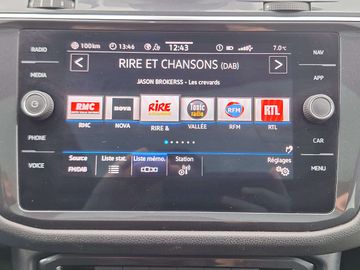 RADIO
MEDIA
PHONE
VOICE
100km 13:46 12:43 7.0°C
RIRE ET CHANSONS (DAB)
JASON BROKERSS — Les crevards
RMC nova RIRE Tonic radio RFM RTL
RMC NOVA RIRE & VALLÉE RFM RTL
Source Liste stat. Liste mémo. Station Réglages
FM/DAB
NAV
APP
CAR
MENU